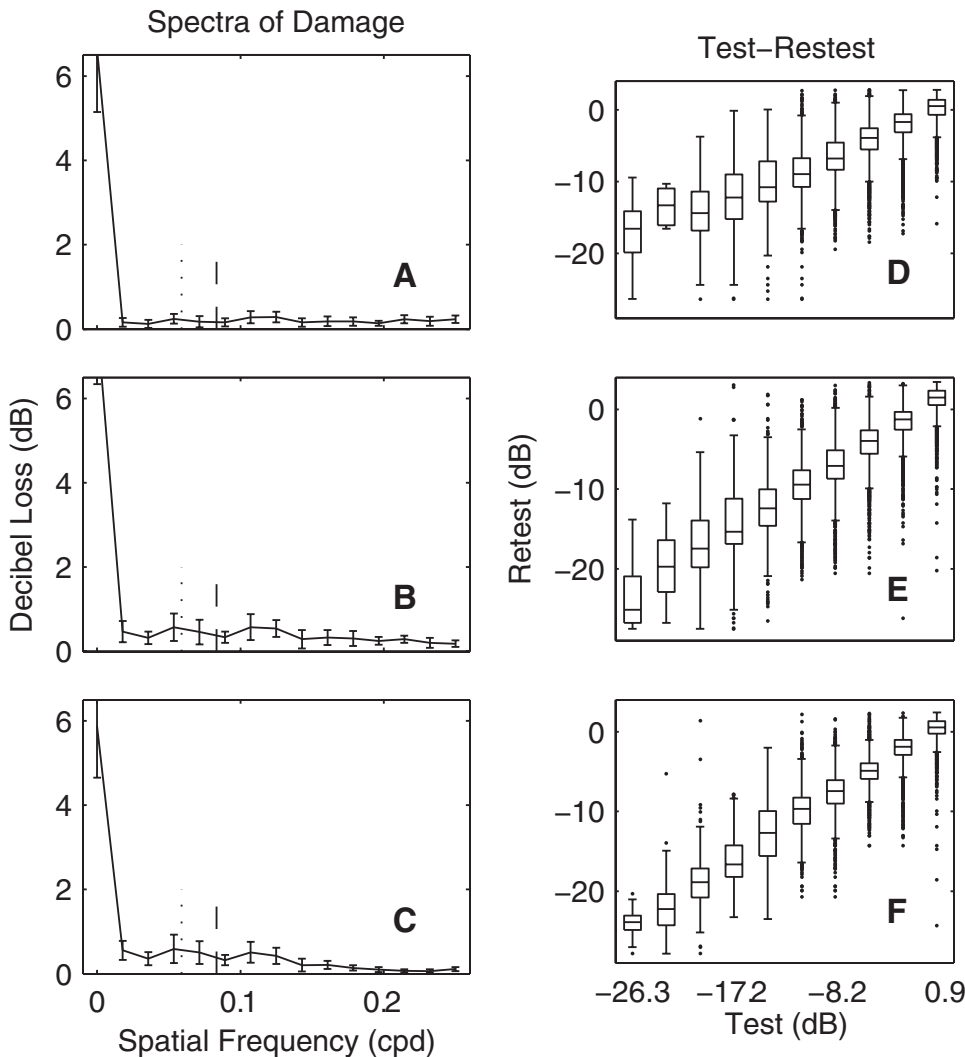 Spectra of Damage
Test−Restest
Decibel Loss (dB)
6
4
2
0
A
6
4
2
0
B
6
4
2
0
C
0
0.1
0.2
Spatial Frequency (cpd)
Retest (dB)
0
−10
−20
D
0
−10
−20
E
0
−10
−20
F
−26.3
−17.2
−8.2
0.9
Test (dB)